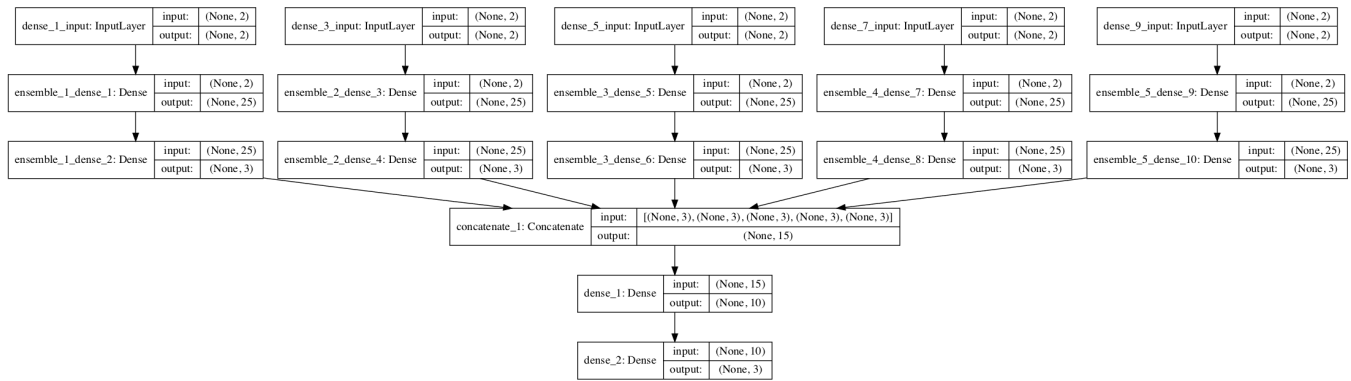 dense_1_input: InputLayer input: (None, 2) output: (None, 2)
dense_3_input: InputLayer input: (None, 2) output: (None, 2)
dense_5_input: InputLayer input: (None, 2) output: (None, 2)
dense_7_input: InputLayer input: (None, 2) output: (None, 2)
dense_9_input: InputLayer input: (None, 2) output: (None, 2)
ensemble_1_dense_1: Dense input: (None, 2) output: (None, 25)
ensemble_2_dense_3: Dense input: (None, 2) output: (None, 25)
ensemble_3_dense_5: Dense input: (None, 2) output: (None, 25)
ensemble_4_dense_7: Dense input: (None, 2) output: (None, 25)
ensemble_5_dense_9: Dense input: (None, 2) output: (None, 25)
ensemble_1_dense_2: Dense input: (None, 25) output: (None, 3)
ensemble_2_dense_4: Dense input: (None, 25) output: (None, 3)
ensemble_3_dense_6: Dense input: (None, 25) output: (None, 3)
ensemble_4_dense_8: Dense input: (None, 25) output: (None, 3)
ensemble_5_dense_10: Dense input: (None, 25) output: (None, 3)
concatenate_1: Concatenate input: [(None, 3), (None, 3), (None, 3), (None, 3), (None, 3)] output: (None, 15)
dense_1: Dense input: (None, 15) output: (None, 10)
dense_2: Dense input: (None, 10) output: (None, 3)